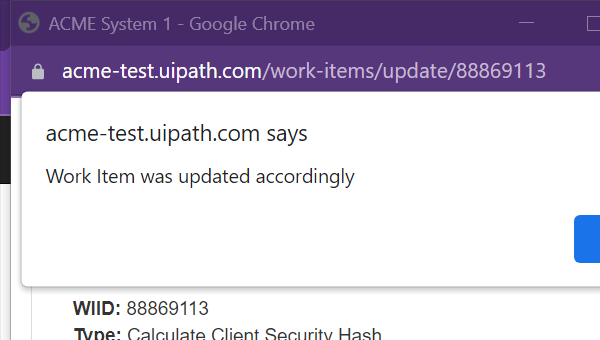 ACME System 1 - Google Chrome
acme-test.uipath.com/work-items/update/88869113
acme-test.uipath.com says
Work Item was updated accordingly
WIID: 88869113
Type: Calculate Client Security Hash